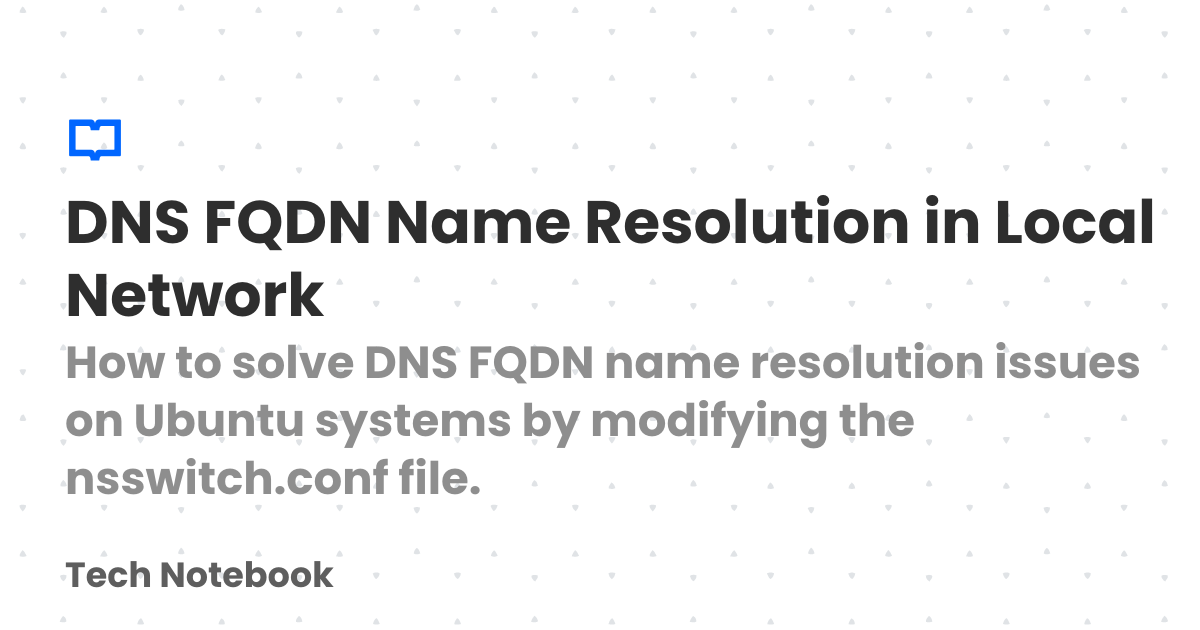 DNS FQDN Name Resolution in Local
Network
How to solve DNS FQDN name resolution issues
on Ubuntu systems by modifying the
nsswitch.conf file.
Tech Notebook